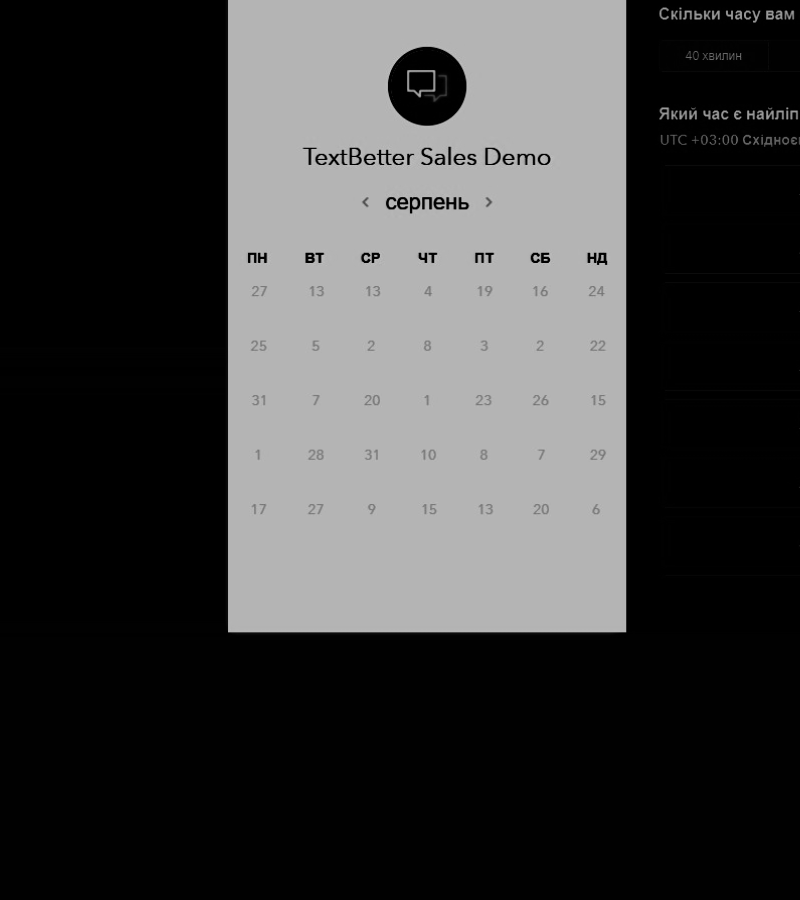 TextBetter Sales Demo
серпень
ПН ВТ СР ЧТ ПТ СБ НД
27 13 13 4 19 16 24
25 5 2 8 3 2 22
31 7 20 1 23 26 15
1 28 31 10 8 7 29
17 27 9 15 13 20 6
Скільки часу вам
40 хвилин
Який час є найліп
UTC +03:00 Східноє